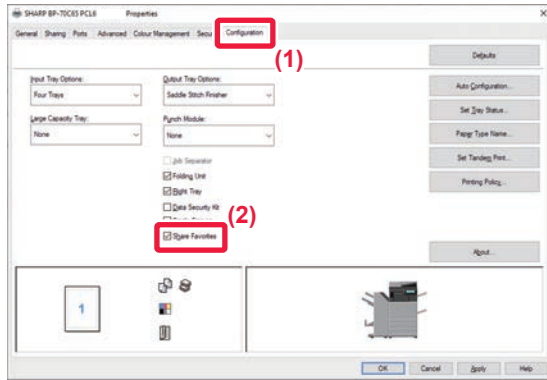 SHARP BP-70C65 PCL6 Properties
General Sharing Ports Advanced Colour Management Secu Configuration
(1)
Defaults
Input Tray Options:
Four Trays
Output Tray Options:
Saddle Stitch Finisher
Auto Configuration...
Large Capacity Tray:
None
Punch Module:
None
Set Tray Status...
Paper Type Name...
Job Separator
Set Tandem Print...
Folding Unit
Right Tray
Printing Policy...
Data Security Kit
(2)
Share Favorites
About...
1
OK Cancel Apply Help